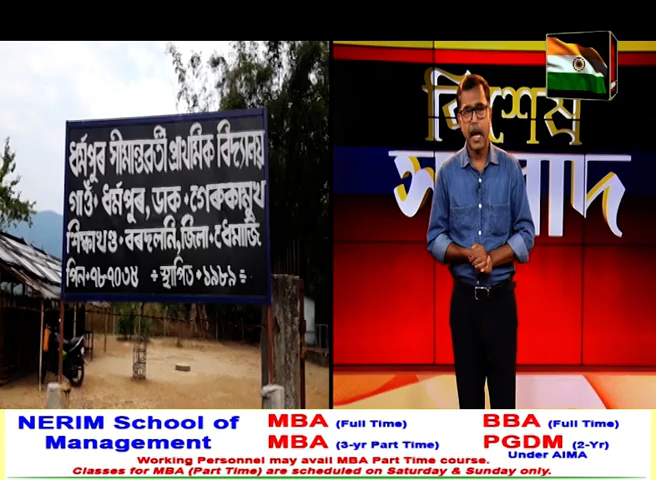 ধৰ্মপুৰ সীমান্তৱৰ্তী প্ৰাথমিক বিদ্যালয়
গাওঁ · ধৰ্মপুৰ, ডাক · গেৰুকামুখ
শিক্ষাখণ্ড · বৰদলনি, জিলা · ধেমাজি
পিন · ৭৮৭০৩৪ ÷ স্থাপিত · ১৯৮৯ ÷
বিশেষ
সংবাদ
NERIM School of Management
MBA (Full Time)
BBA (Full Time)
MBA (3-yr Part Time)
PGDM (2-Yr)
Under AIMA
Working Personnel may avail MBA Part Time course.
Classes for MBA (Part Time) are scheduled on Saturday & Sunday only.